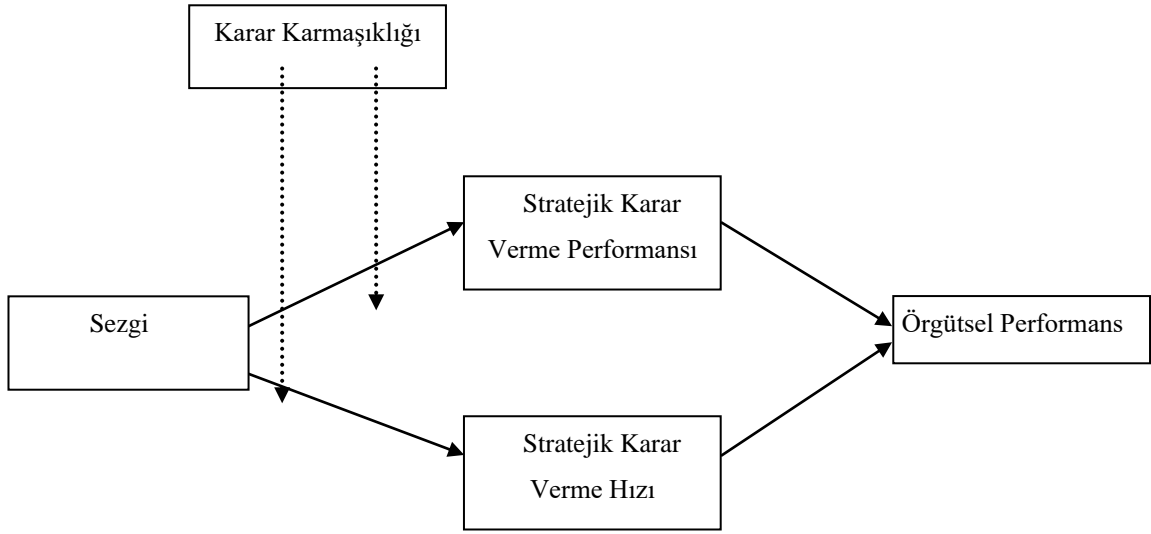 Karar Karmaşıklığı
Stratejik Karar
Verme Performansı
Sezgi
Örgütsel Performans
Stratejik Karar
Verme Hızı